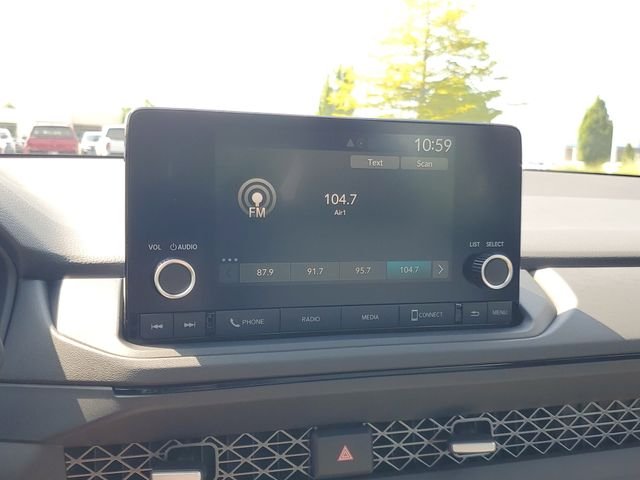 10:59
Text Scan
FM
104.7
Air1
VOL AUDIO
LIST SELECT
87.9 91.7 95.7 104.7
PHONE RADIO MEDIA CONNECT MENU